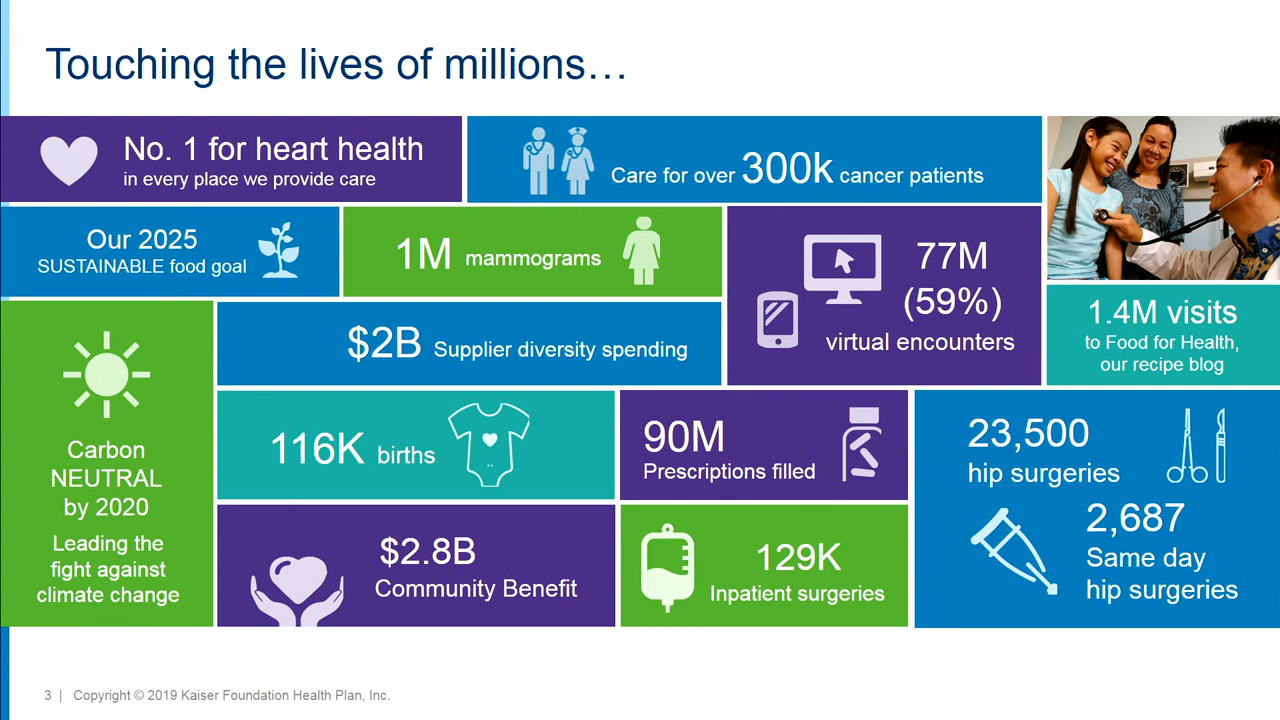 Touching the lives of millions…
No. 1 for heart health
in every place we provide care
Care for over 300k cancer patients
Our 2025
SUSTAINABLE food goal
1M mammograms
77M
(59%)
virtual encounters
1.4M visits
to Food for Health,
our recipe blog
$2B Supplier diversity spending
Carbon
NEUTRAL
by 2020
Leading the
fight against
climate change
116K births
90M
Prescriptions filled
23,500
hip surgeries
2,687
Same day
hip surgeries
$2.8B
Community Benefit
129K
Inpatient surgeries
3 | Copyright © 2019 Kaiser Foundation Health Plan, Inc.